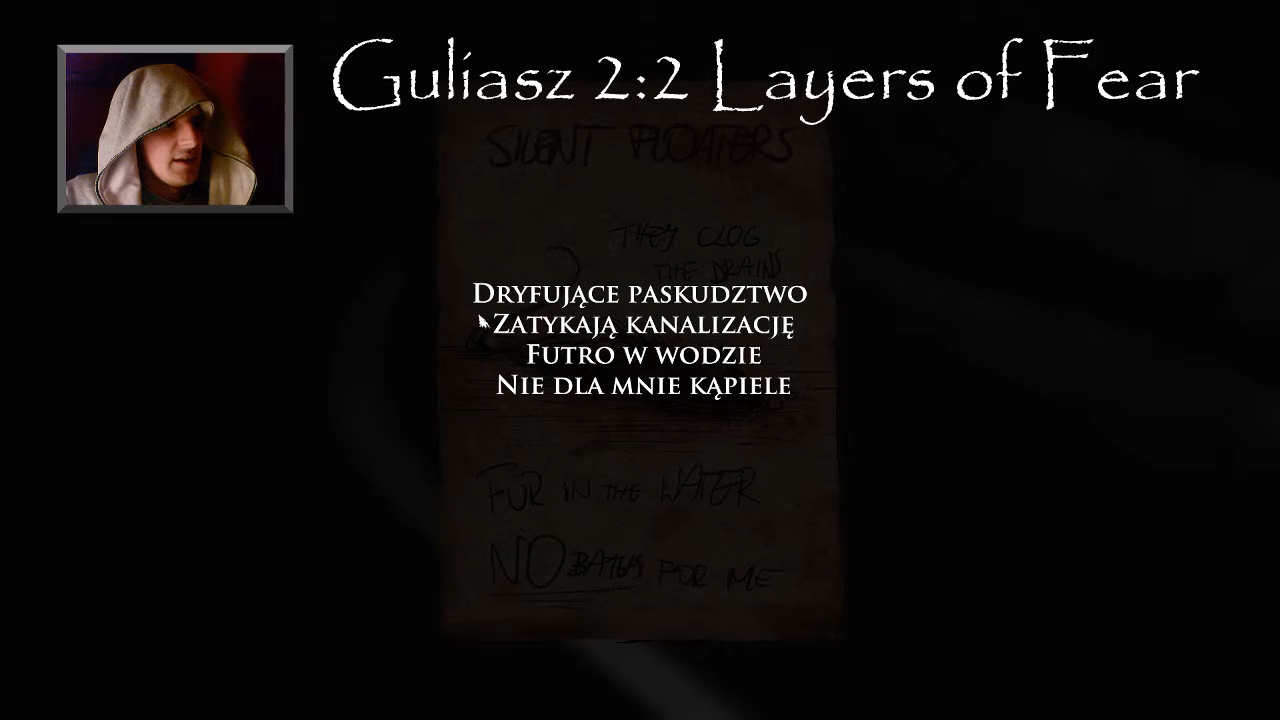 Guliasz 2:2 Layers of Fear
SILENT FLOATERS
THEY CLOG
THE DRAINS
Dryfujące paskudztwo
Zatykają kanalizację
Futro w wodzie
Nie dla mnie kąpiele
FUR IN THE WATER
NO BATHS FOR ME